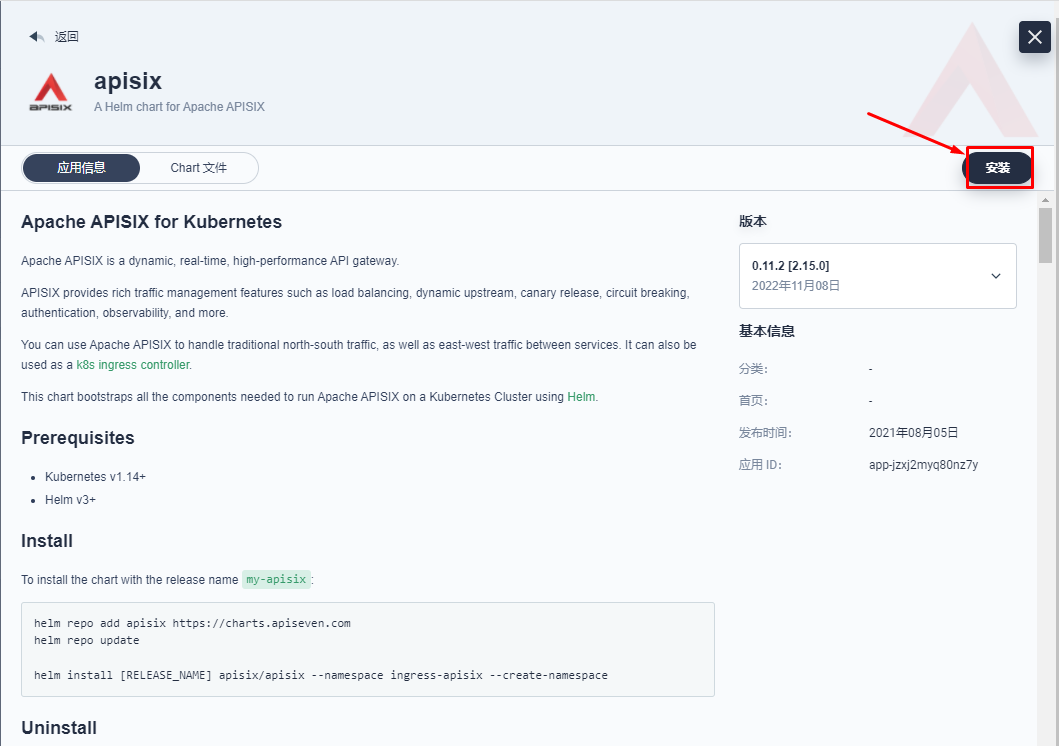 返回
apisix
APISIX
A Helm chart for Apache APISIX
应用信息
Chart 文件
安装
Apache APISIX for Kubernetes
Apache APISIX is a dynamic, real-time, high-performance API gateway.
APISIX provides rich traffic management features such as load balancing, dynamic upstream, canary release, circuit breaking,
authentication, observability, and more.
You can use Apache APISIX to handle traditional north-south traffic, as well as east-west traffic between services. It can also be
used as a k8s ingress controller.
This chart bootstraps all the components needed to run Apache APISIX on a Kubernetes Cluster using Helm.
Prerequisites
Kubernetes v1.14+
Helm v3+
Install
To install the chart with the release name my-apisix:
helm repo add apisix https://charts.apiseven.com
helm repo update
helm install [RELEASE_NAME] apisix/apisix --namespace ingress-apisix --create-namespace
Uninstall
版本
0.11.2 [2.15.0]
2022年11月08日
基本信息
分类: -
首页: -
发布时间: 2021年08月05日
应用 ID: app-jzxj2myq80nz7y